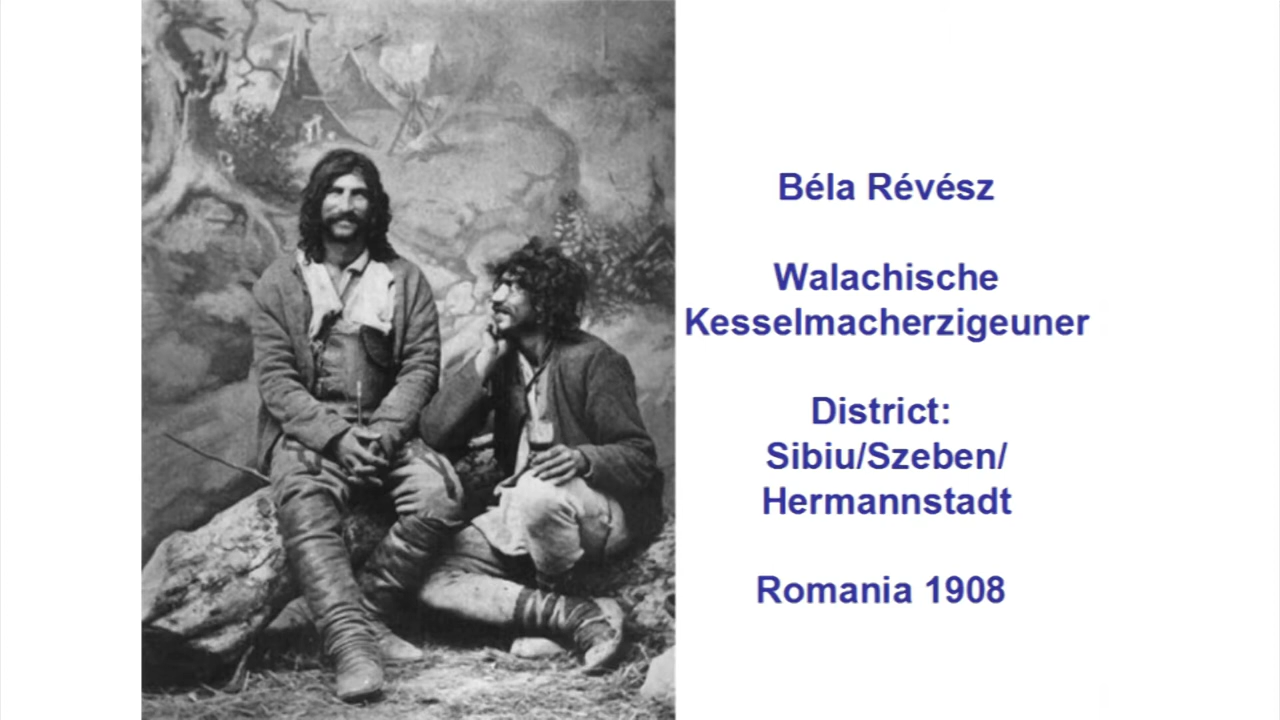 Béla Révész
Walachische
Kesselmacherzigeuner
District:
Sibiu/Szeben/
Hermannstadt
Romania 1908